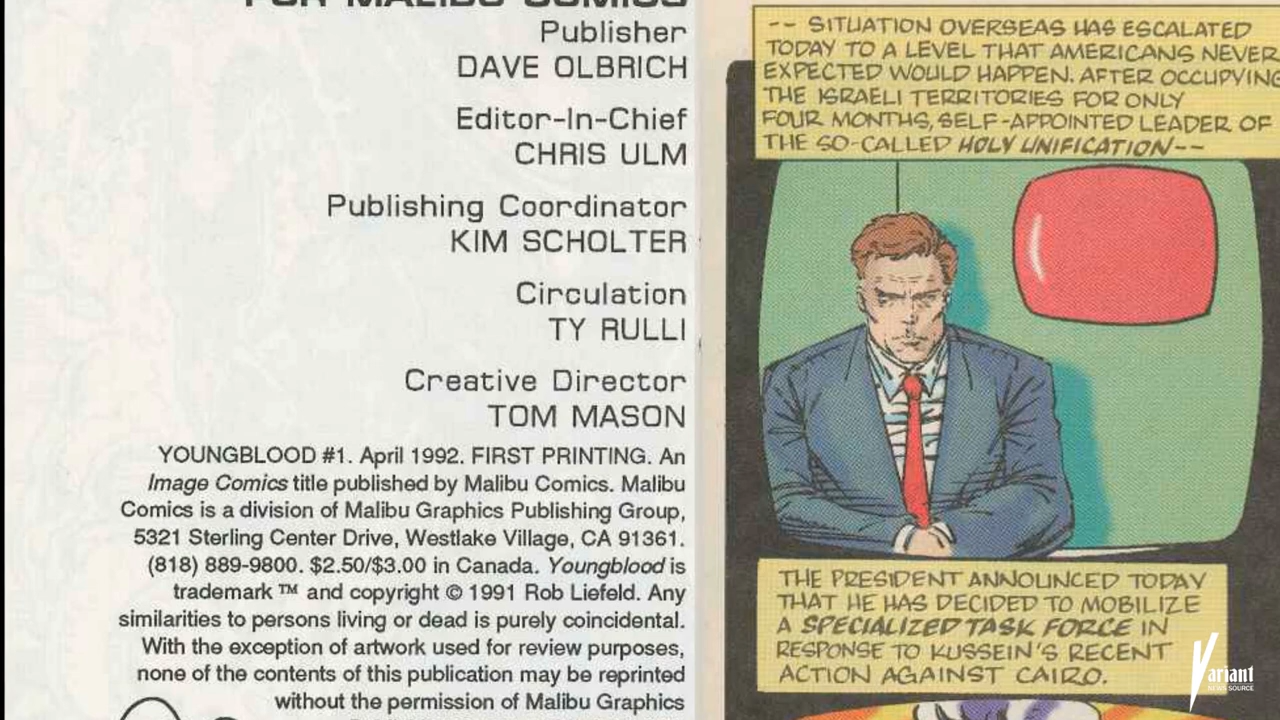 FOR MALIBU COMICS
Publisher
DAVE OLBRICH
Editor-In-Chief
CHRIS ULM
Publishing Coordinator
KIM SCHOLTER
Circulation
TY RULLI
Creative Director
TOM MASON
YOUNGBLOOD #1. April 1992. FIRST PRINTING. An
Image Comics title published by Malibu Comics. Malibu
Comics is a division of Malibu Graphics Publishing Group,
5321 Sterling Center Drive, Westlake Village, CA 91361.
(818) 889-9800. $2.50/$3.00 in Canada. Youngblood is
trademark ™ and copyright © 1991 Rob Liefeld. Any
similarities to persons living or dead is purely coincidental.
With the exception of artwork used for review purposes,
none of the contents of this publication may be reprinted
without the permission of Malibu Graphics
-- SITUATION OVERSEAS HAS ESCALATED
TODAY TO A LEVEL THAT AMERICANS NEVER
EXPECTED WOULD HAPPEN. AFTER OCCUPYING
THE ISRAELI TERRITORIES FOR ONLY
FOUR MONTHS, SELF-APPOINTED LEADER OF
THE SO-CALLED HOLY UNIFICATION--
THE PRESIDENT ANNOUNCED TODAY
THAT HE HAS DECIDED TO MOBILIZE
A SPECIALIZED TASK FORCE IN
RESPONSE TO KUSSEIN'S RECENT
ACTION AGAINST CAIRO.
Variant
NEWS SOURCE